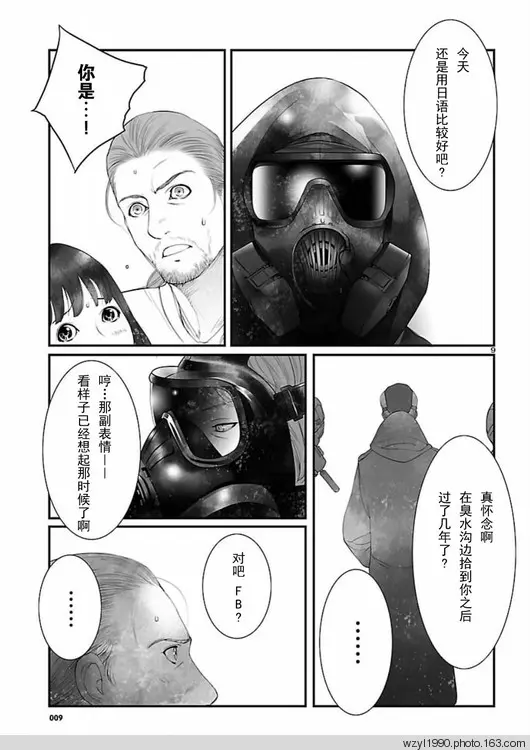 今天
还是用日语比较好吧?
你是…!
9
真怀念啊
在臭水沟边拾到你之后
过了几年了?
哼…那副表情——
看样子已经想起那时候了啊
对吧 FB?
……
……
009
wzyl1990.photo.163.com